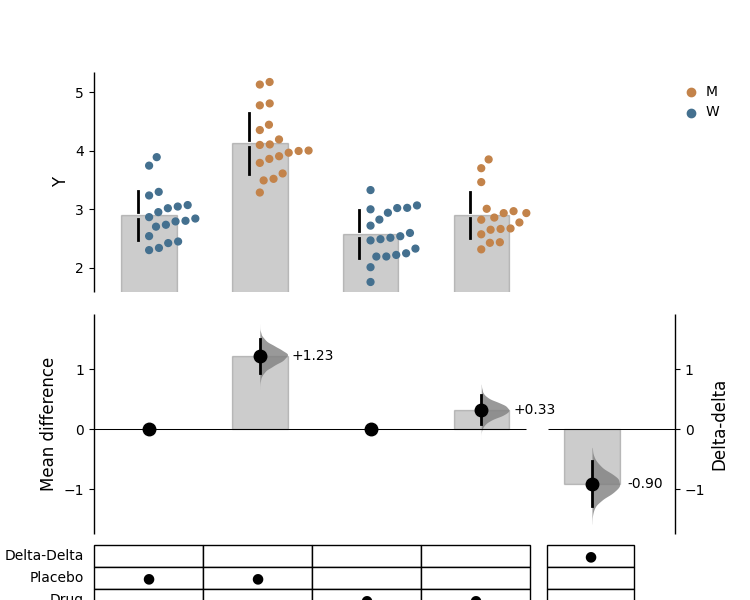 5
M
W
4
Y
3
2
1
+1.23
1
Mean difference
+0.33
Delta-delta
0
0
-0.90
−1
−1
Delta-Delta
Placebo
Drug